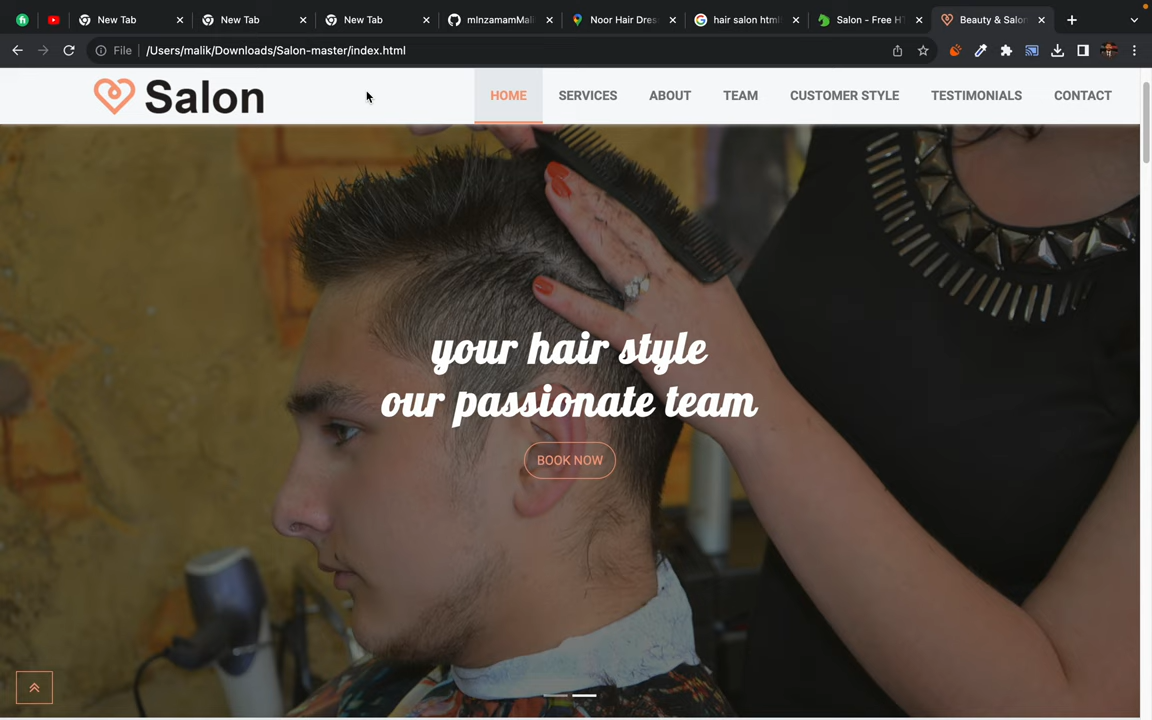 New Tab
New Tab
New Tab
mInzamamMali
Noor Hair Dres
hair salon html
Salon - Free HT
Beauty & Salon
File
/Users/malik/Downloads/Salon-master/index.html
Salon
HOME
SERVICES
ABOUT
TEAM
CUSTOMER STYLE
TESTIMONIALS
CONTACT
your hair style
our passionate team
BOOK NOW